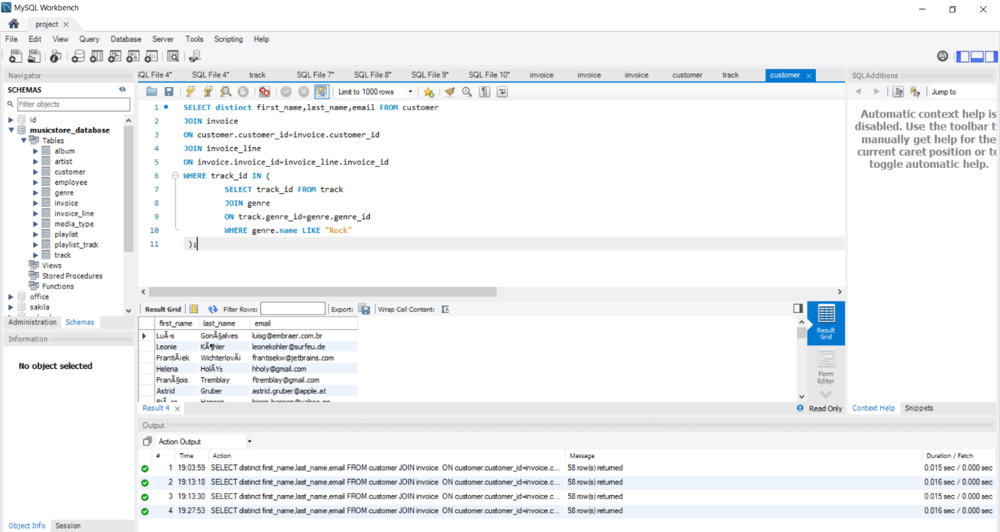 MySQL Workbench
project
File Edit View Query Database Server Tools Scripting Help
Navigator
SCHEMAS
Filter objects
id
musicstore_database
Tables
album
artist
customer
employee
genre
invoice
invoice_line
media_type
playlist
playlist_track
track
Views
Stored Procedures
Functions
office
sakila
Administration Schemas
Information
No object selected
Object Info Session
SQL File 4* SQL File 4* track SQL File 7* SQL File 8* SQL File 9* SQL File 10* invoice invoice invoice customer track customer
Limit to 1000 rows
1 SELECT distinct first_name,last_name,email FROM customer
2 JOIN invoice
3 ON customer.customer_id=invoice.customer_id
4 JOIN invoice_line
5 ON invoice.invoice_id=invoice_line.invoice_id
6 WHERE track_id IN (
7 SELECT track_id FROM track
8 JOIN genre
9 ON track.genre_id=genre.genre_id
10 WHERE genre.name LIKE "Rock"
11 );
Result Grid Filter Rows: Export: Wrap Cell Content:
first_name last_name email
LuÃ-s GonÃ§alves luisg@embraer.com.br
Leonie KÃ¶hler leonekohler@surfeu.de
FrantiÅ¡ek WichterlovÃ¡ frantisekw@jetbrains.com
Helena HolÃ½ hholy@gmail.com
FranÃ§ois Tremblay ftremblay@gmail.com
Astrid Gruber astrid.gruber@apple.at
Result 4
Result
Grid
Form
Editor
Read Only
SQLAdditions
Jump to
Automatic context help is
disabled. Use the toolbar t
manually get help for the
current caret position or to
toggle automatic help.
Context Help Snippets
Output
Action Output
# Time Action Message Duration / Fetch
1 19:03:59 SELECT distinct first_name,last_name,email FROM customer JOIN invoice ON customer.customer_id=invoice.c... 58 row(s) returned 0.015 sec / 0.000 sec
2 19:13:18 SELECT distinct first_name,last_name,email FROM customer JOIN invoice ON customer.customer_id=invoice.c... 58 row(s) returned 0.016 sec / 0.000 sec
3 19:13:30 SELECT distinct first_name,last_name,email FROM customer JOIN invoice ON customer.customer_id=invoice.c... 58 row(s) returned 0.015 sec / 0.000 sec
4 19:27:53 SELECT distinct first_name,last_name,email FROM customer JOIN invoice ON customer.customer_id=invoice.c... 58 row(s) returned 0.016 sec / 0.000 sec